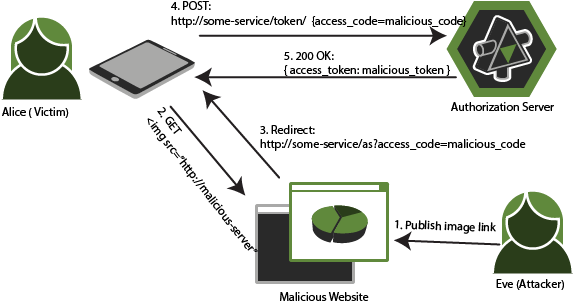 4. POST:
http://some-service/token/ {access_code=malicious_code}
5. 200 OK:
{ access_token: malicious_token }
Alice ( Victim)
Authorization Server
2. GET
<img src="http://malicious-server"
3. Redirect:
http://some-service/as?access_code=malicious_code
1. Publish image link
Malicious Website
Eve (Attacker)